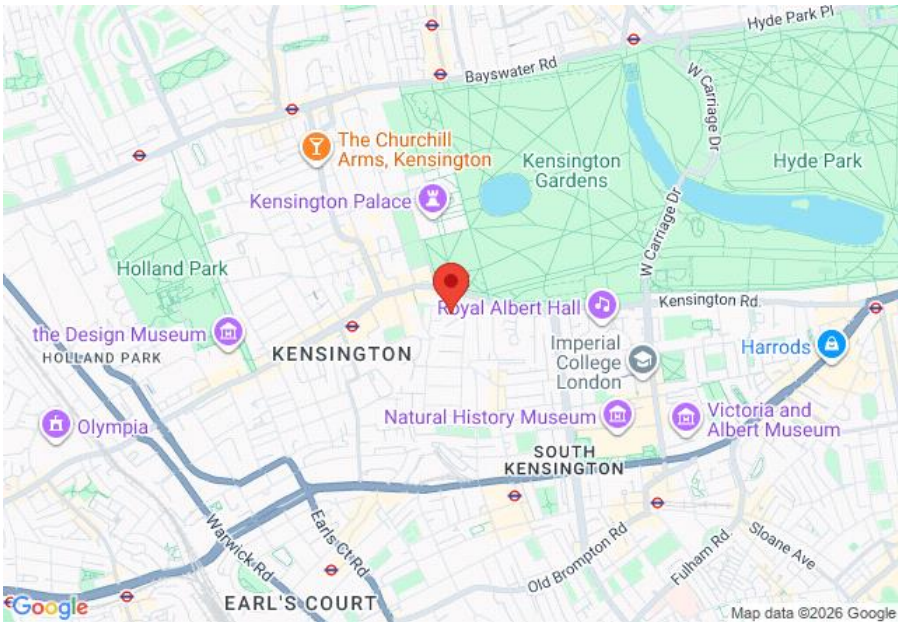 Hyde Park Pl
Bayswater Rd
W Carriage Dr
The Churchill
Arms, Kensington
Kensington
Gardens
Hyde Park
Kensington Palace
W Carriage Dr
Holland Park
Royal Albert Hall
Kensington Rd.
the Design Museum
HOLLAND PARK
KENSINGTON
Imperial
College
London
Harrods
Natural History Museum
Victoria and
Albert Museum
Olympia
SOUTH
KENSINGTON
Warwick Rd
Earls Ct Rd
Old Brompton Rd
Fulham Rd.
Sloane Ave
EARL'S COURT
Google
Map data ©2026 Google